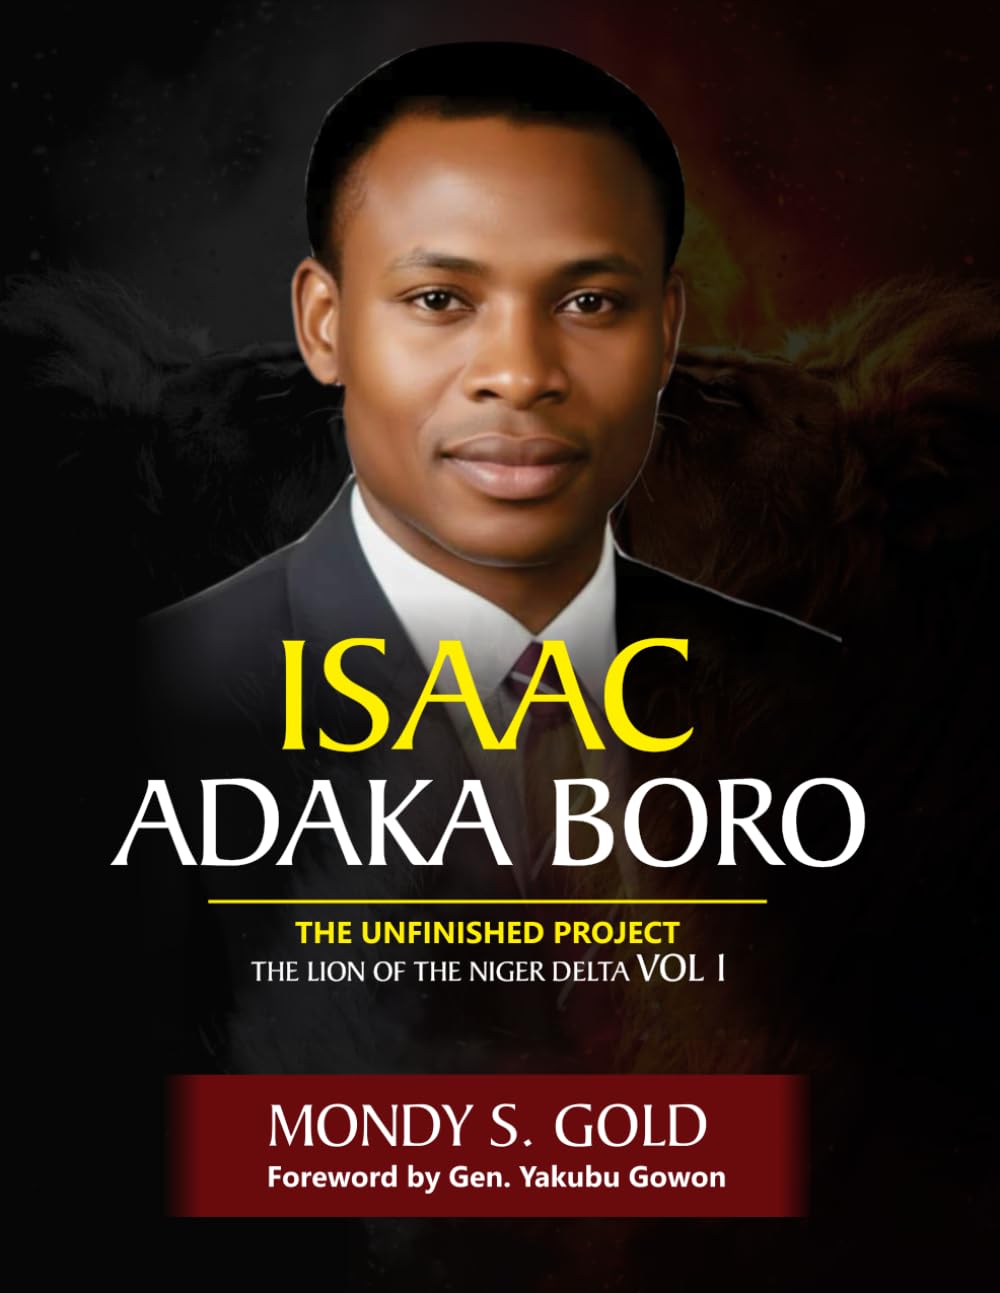 ISAAC
ADAKA BORO
THE UNFINISHED PROJECT
THE LION OF THE NIGER DELTA VOL I
MONDY S. GOLD
Foreword by Gen. Yakubu Gowon